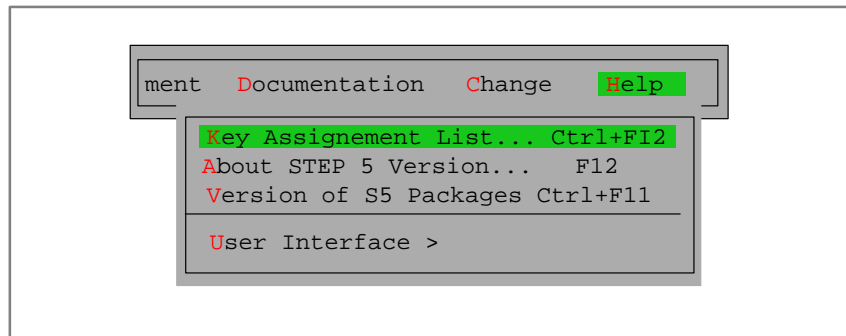 ment Documentation Change Help
Key Assignement List... Ctrl+FI2
About STEP 5 Version... F12
Version of S5 Packages Ctrl+F11
User Interface >